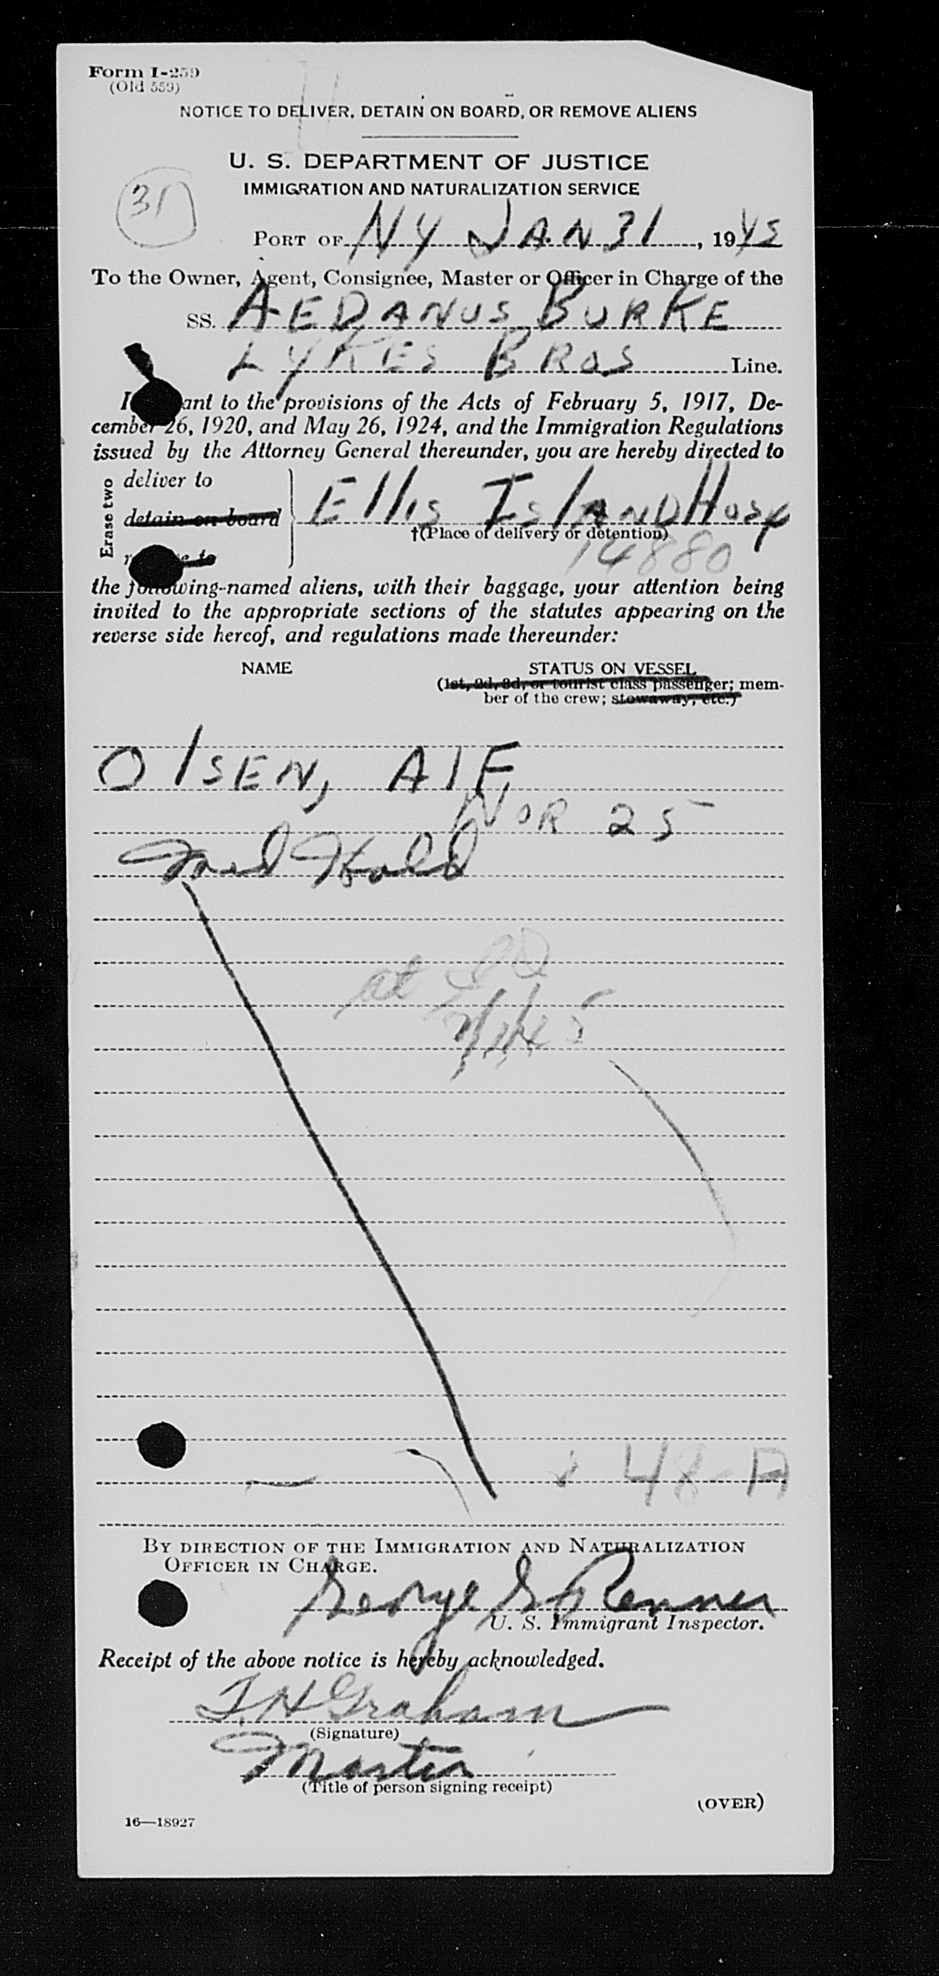 Form I-259
(Old 559)
NOTICE TO DELIVER, DETAIN ON BOARD, OR REMOVE ALIENS
U. S. DEPARTMENT OF JUSTICE
IMMIGRATION AND NATURALIZATION SERVICE
31
PORT OF NY JAN 31, 1945
To the Owner, Agent, Consignee, Master or Officer in Charge of the
SS. AEDANUS BURKE
LYKES BROS Line.
ant to the provisions of the Acts of February 5, 1917, De-
cember 26, 1920, and May 26, 1924, and the Immigration Regulations
issued by the Attorney General thereunder, you are hereby directed to
Erase two
deliver to
detain on board
Ellis Island Hosp
†(Place of delivery or detention)
14880
the following-named aliens, with their baggage, your attention being
invited to the appropriate sections of the statutes appearing on the
reverse side hereof, and regulations made thereunder:
NAME STATUS ON VESSEL
(1st, 2d, 3d, or tourist class passenger; mem-
ber of the crew; stowaway, etc.)
OlSEN, AlF
NOR 25
Med Hold
at
48-A
BY DIRECTION OF THE IMMIGRATION AND NATURALIZATION
OFFICER IN CHARGE.
George G Renner
U. S. Immigrant Inspector.
Receipt of the above notice is hereby acknowledged.
T. H Graham
(Signature)
Master
(Title of person signing receipt)
(OVER)
16—18927